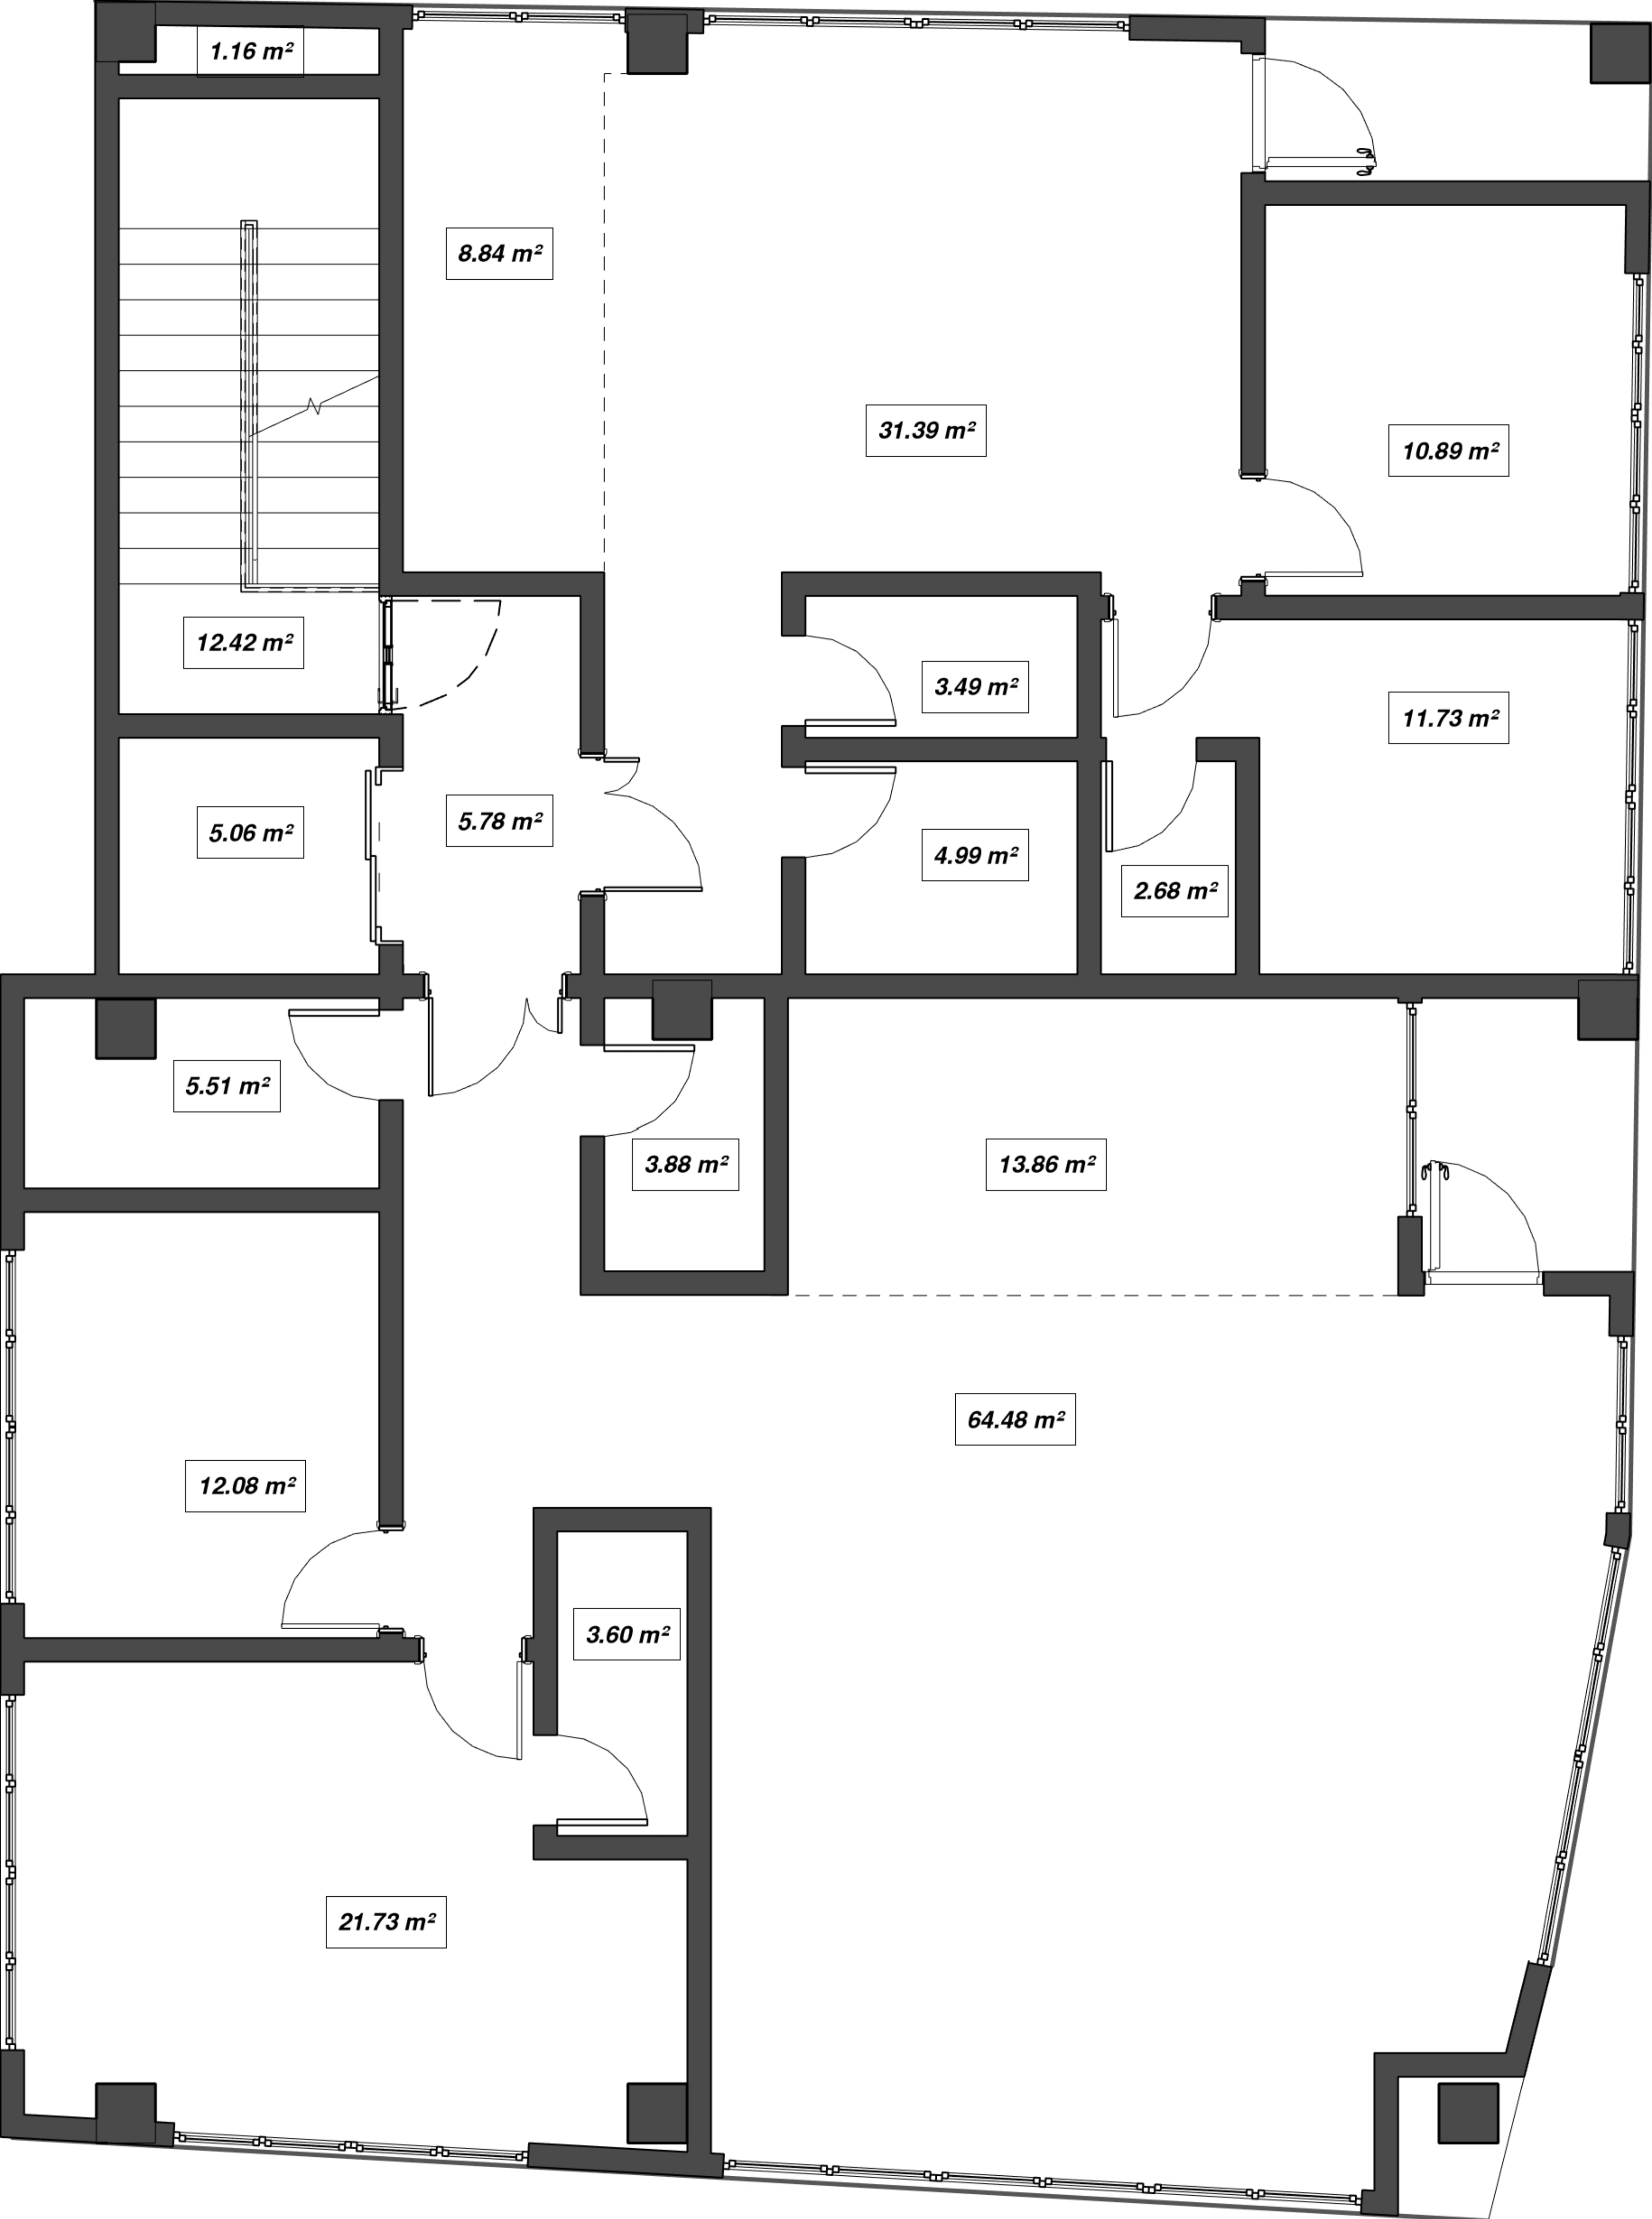 1.16 m²
8.84 m²
31.39 m²
10.89 m²
12.42 m²
3.49 m²
11.73 m²
5.06 m²
5.78 m²
4.99 m²
2.68 m²
5.51 m²
3.88 m²
13.86 m²
64.48 m²
12.08 m²
3.60 m²
21.73 m²